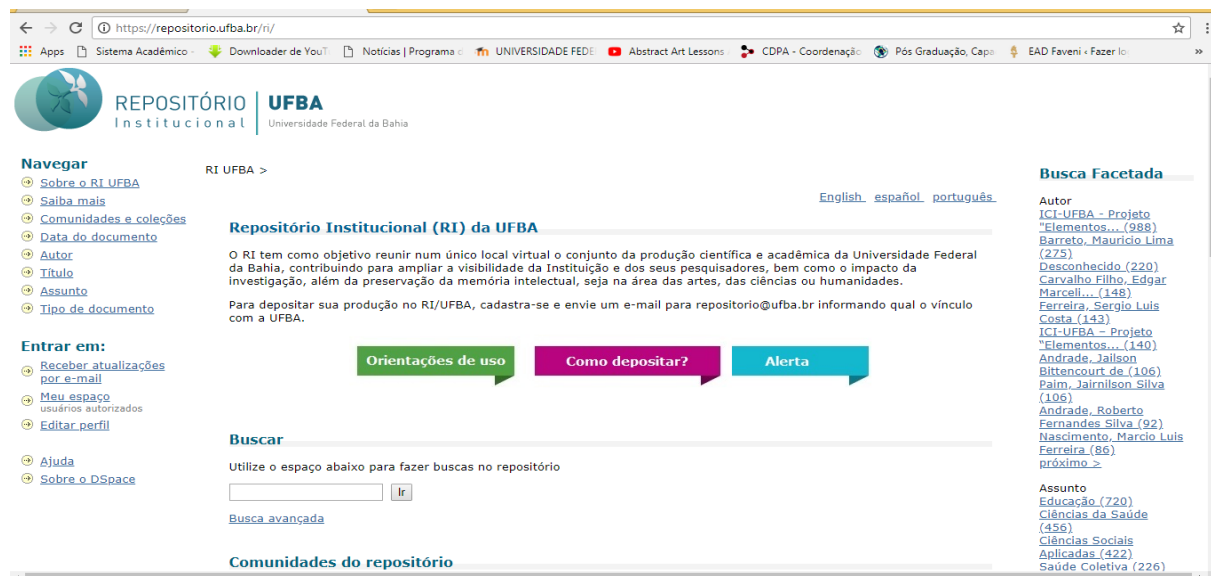 https://repositorio.ufba.br/ri/
Apps Sistema Acadêmico - Downloader de YouT Notícias | Programa d UNIVERSIDADE FEDE Abstract Art Lessons CDPA - Coordenação Pós Graduação, Capa EAD Faveni ‹ Fazer lo »
REPOSITÓRIO
Institucional
UFBA
Universidade Federal da Bahia
Navegar
Sobre o RI UFBA
Saiba mais
Comunidades e coleções
Data do documento
Autor
Título
Assunto
Tipo de documento
Entrar em:
Receber atualizações
por e-mail
Meu espaço
usuários autorizados
Editar perfil
Ajuda
Sobre o DSpace
RI UFBA >
English español português
Repositório Institucional (RI) da UFBA
O RI tem como objetivo reunir num único local virtual o conjunto da produção científica e acadêmica da Universidade Federal
da Bahia, contribuindo para ampliar a visibilidade da Instituição e dos seus pesquisadores, bem como o impacto da
investigação, além da preservação da memória intelectual, seja na área das artes, das ciências ou humanidades.
Para depositar sua produção no RI/UFBA, cadastra-se e envie um e-mail para repositorio@ufba.br informando qual o vínculo
com a UFBA.
Orientações de uso
Como depositar?
Alerta
Buscar
Utilize o espaço abaixo para fazer buscas no repositório
Ir
Busca avançada
Comunidades do repositório
Busca Facetada
Autor
ICI-UFBA - Projeto
"Elementos... (988)
Barreto, Mauricio Lima
(275)
Desconhecido (220)
Carvalho Filho, Edgar
Marceli... (148)
Ferreira, Sergio Luis
Costa (143)
ICI-UFBA – Projeto
"Elementos... (140)
Andrade, Jailson
Bittencourt de (106)
Paim, Jairnilson Silva
(106)
Andrade, Roberto
Fernandes Silva (92)
Nascimento, Marcio Luis
Ferreira (86)
próximo >
Assunto
Educação (720)
Ciências da Saúde
(456)
Ciências Sociais
Aplicadas (422)
Saúde Coletiva (226)